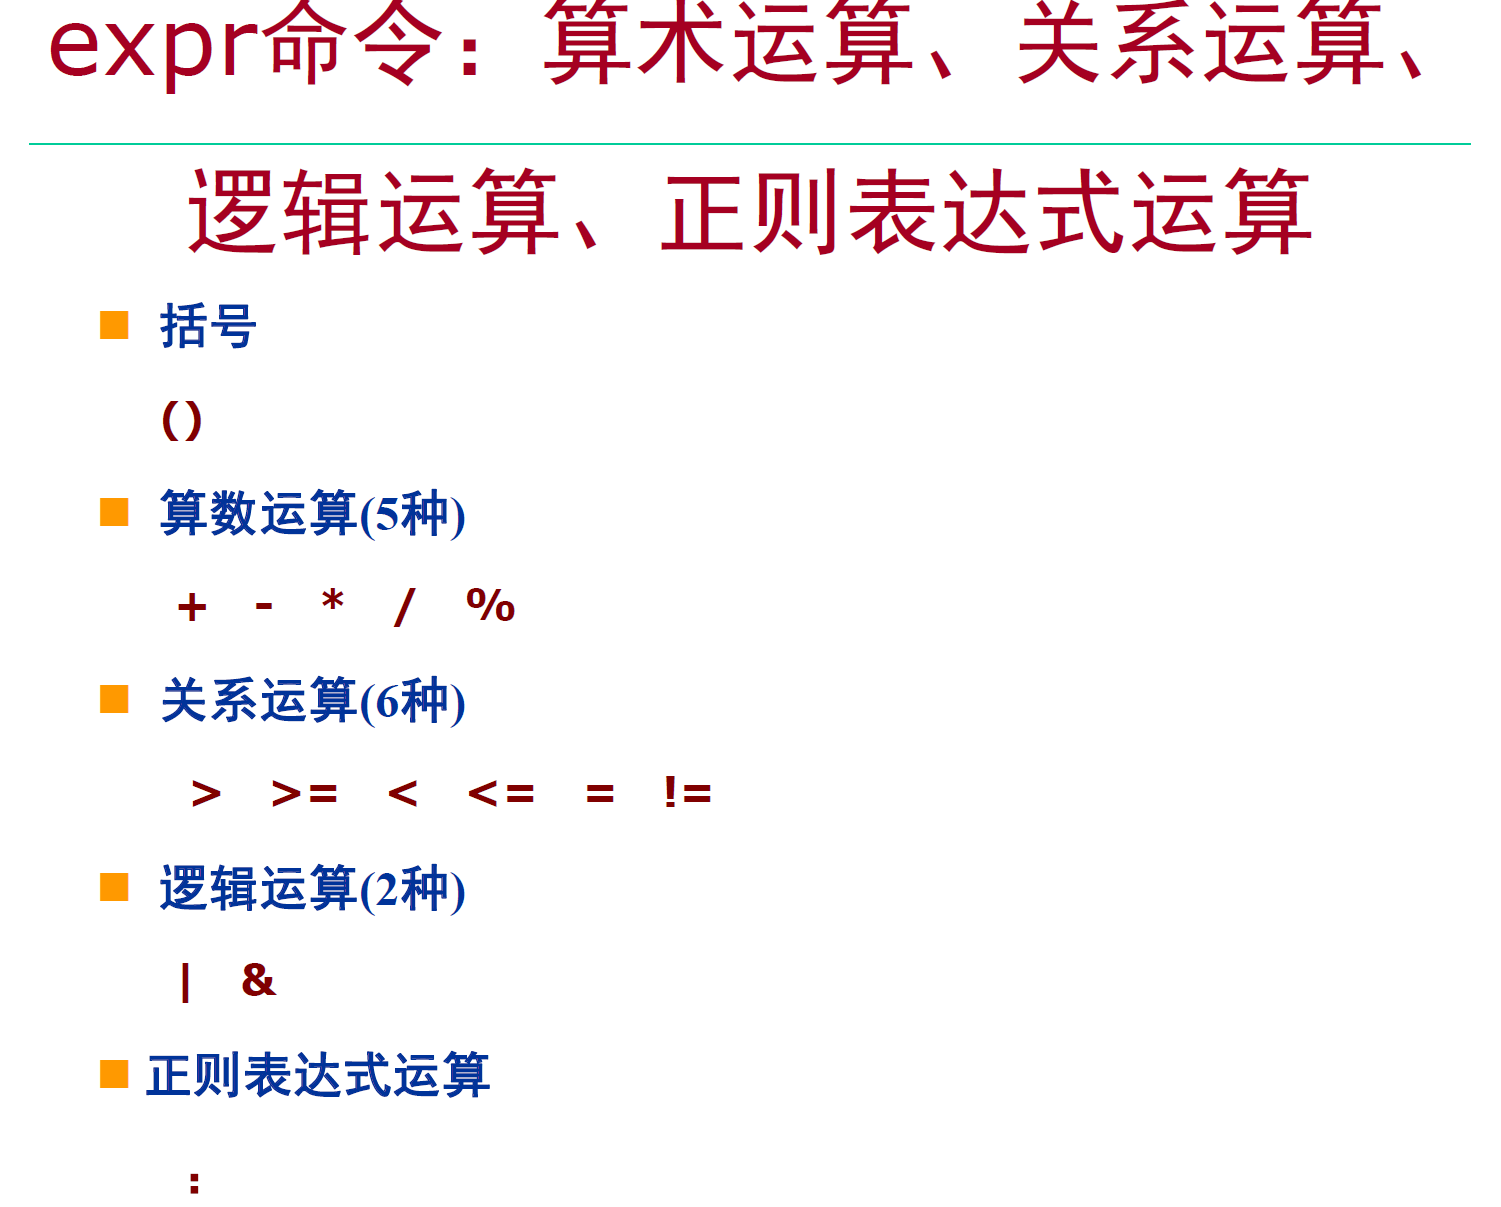 expr命令：算术运算、关系运算、
逻辑运算、正则表达式运算
括号
()
算数运算(5种)
+ - * / %
关系运算(6种)
> >= < <= = !=
逻辑运算(2种)
| &
正则表达式运算
: